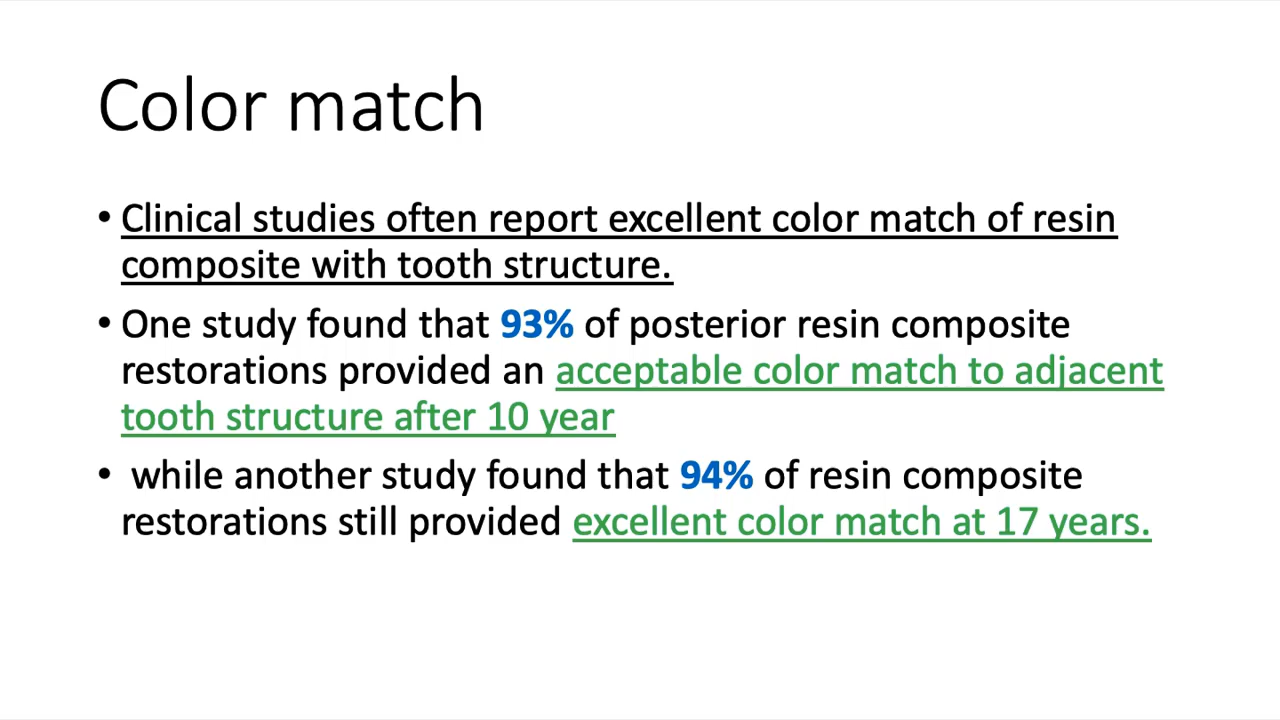 Color match
• Clinical studies often report excellent color match of resin
composite with tooth structure.
• One study found that 93% of posterior resin composite
restorations provided an acceptable color match to adjacent
tooth structure after 10 year
• while another study found that 94% of resin composite
restorations still provided excellent color match at 17 years.